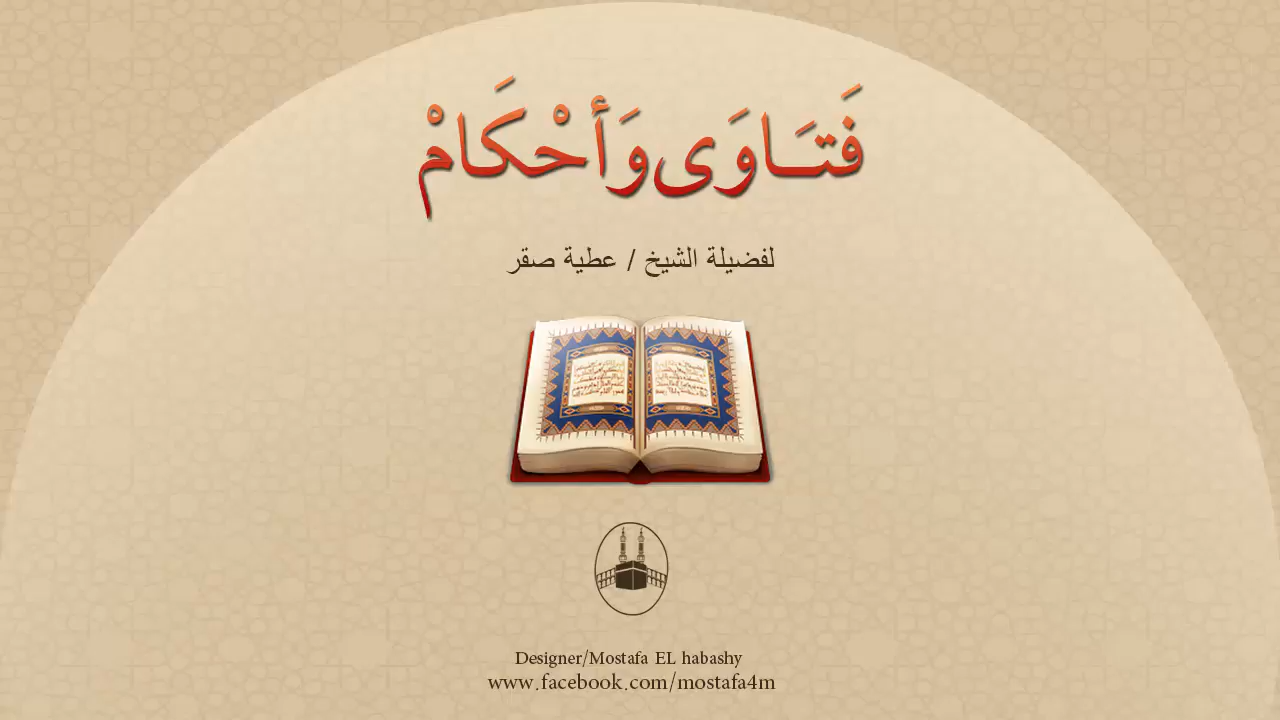 فَتَاوَى وَأَحْكَامْ
لفضيلة الشيخ / عطية صقر
Designer/Mostafa EL habashy
www.facebook.com/mostafa4m